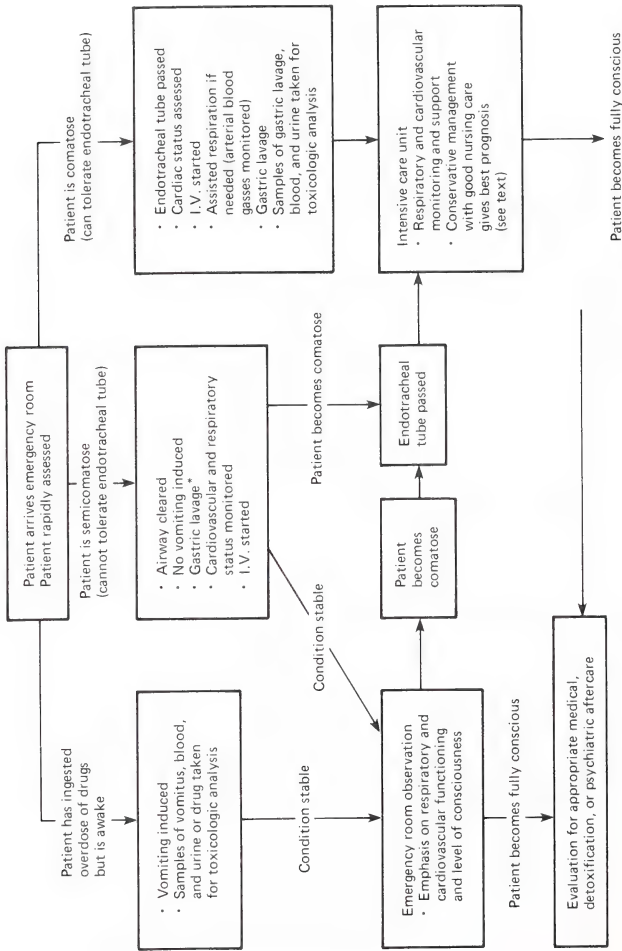 Patient arrives emergency room
Patient rapidly assessed
Patient has ingested
overdose of drugs
but is awake
Patient is semicomatose
(cannot tolerate endotracheal tube)
Patient is comatose
(can tolerate endotracheal tube)
· Vomiting induced
· Samples of vomitus, blood,
and urine or drug taken
for toxicologic analysis
· Airway cleared
· No vomiting induced
· Gastric lavage*
· Cardiovascular and respiratory
status monitored
· I.V. started
· Endotracheal tube passed
· Cardiac status assessed
· I.V. started
· Assisted respiration if
needed (arterial blood
gasses monitored)
· Gastric lavage
· Samples of gastric lavage,
blood, and urine taken for
toxicologic analysis
Condition stable
Condition stable
Patient becomes comatose
Emergency room observation
· Emphasis on respiratory and
cardiovascular functioning
and level of consciousness
Patient
becomes
comatose
Endotracheal
tube passed
Intensive care unit
· Respiratory and cardiovascular
monitoring and support
· Conservative management
with good nursing care
gives best prognosis
(see text)
Patient becomes fully conscious
Patient becomes fully conscious
Evaluation for appropriate medical,
detoxification, or psychiatric aftercare